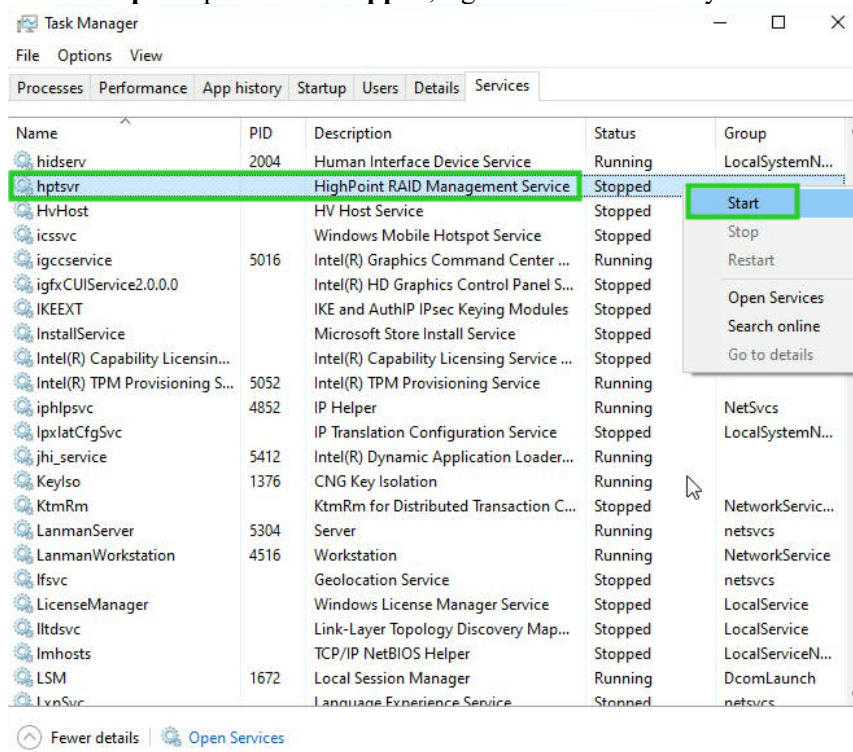 Task Manager
File Options View
Processes Performance App history Startup Users Details Services
Name PID Description Status Group
hidserv 2004 Human Interface Device Service Running LocalSystemN...
hptsvr HighPoint RAID Management Service Stopped
Start
HvHost HV Host Service Stopped
icssvc Windows Mobile Hotspot Service Stopped
Stop
igccservice 5016 Intel(R) Graphics Command Center ... Running
Restart
igfxCUIService2.0.0.0 Intel(R) HD Graphics Control Panel S... Stopped
Open Services
IKEEXT IKE and AuthIP IPsec Keying Modules Stopped
InstallService Microsoft Store Install Service Stopped
Search online
Intel(R) Capability Licensin... Intel(R) Capability Licensing Service ... Stopped
Go to details
Intel(R) TPM Provisioning S... 5052 Intel(R) TPM Provisioning Service Running
iphlpsvc 4852 IP Helper Running NetSvcs
IpxlatCfgSvc IP Translation Configuration Service Stopped LocalSystemN...
jhi_service 5412 Intel(R) Dynamic Application Loader... Running
KeyIso 1376 CNG Key Isolation Running
KtmRm KtmRm for Distributed Transaction C... Stopped NetworkServic...
LanmanServer 5304 Server Running netsvcs
LanmanWorkstation 4516 Workstation Running NetworkService
lfsvc Geolocation Service Stopped netsvcs
LicenseManager Windows License Manager Service Stopped LocalService
lltdsvc Link-Layer Topology Discovery Map... Stopped LocalService
lmhosts TCP/IP NetBIOS Helper Stopped LocalServiceN...
LSM 1672 Local Session Manager Running DcomLaunch
LxpSvc Language Experience Service Stopped netsvcs
Fewer details Open Services